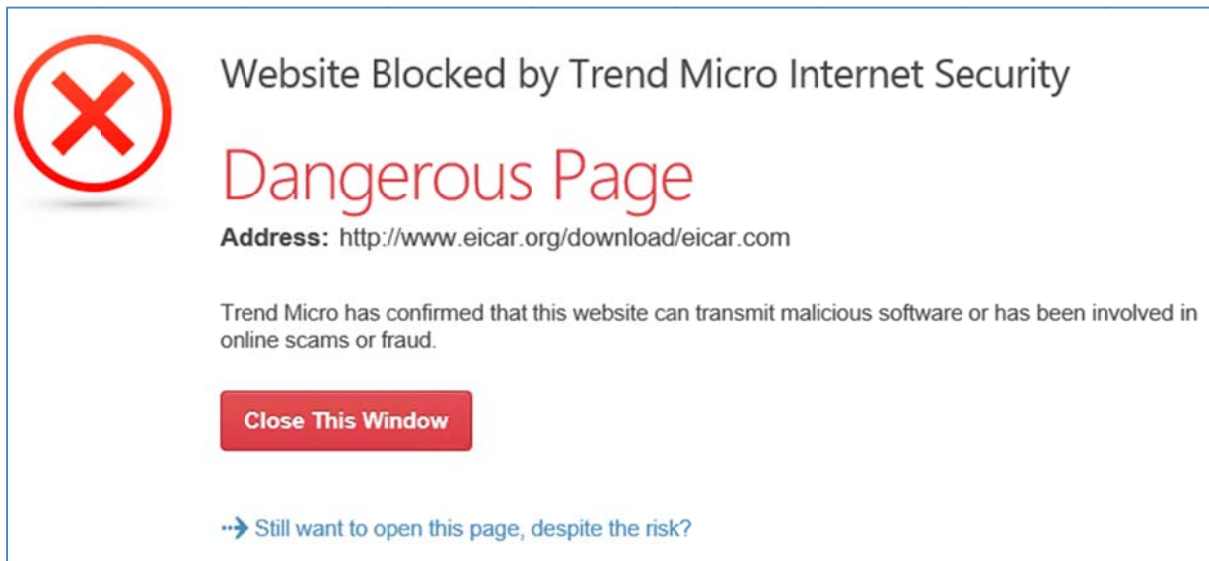 Website Blocked by Trend Micro Internet Security
Dangerous Page
Address: http://www.eicar.org/download/eicar.com
Trend Micro has confirmed that this website can transmit malicious software or has been involved in
online scams or fraud.
Close This Window
Still want to open this page, despite the risk?